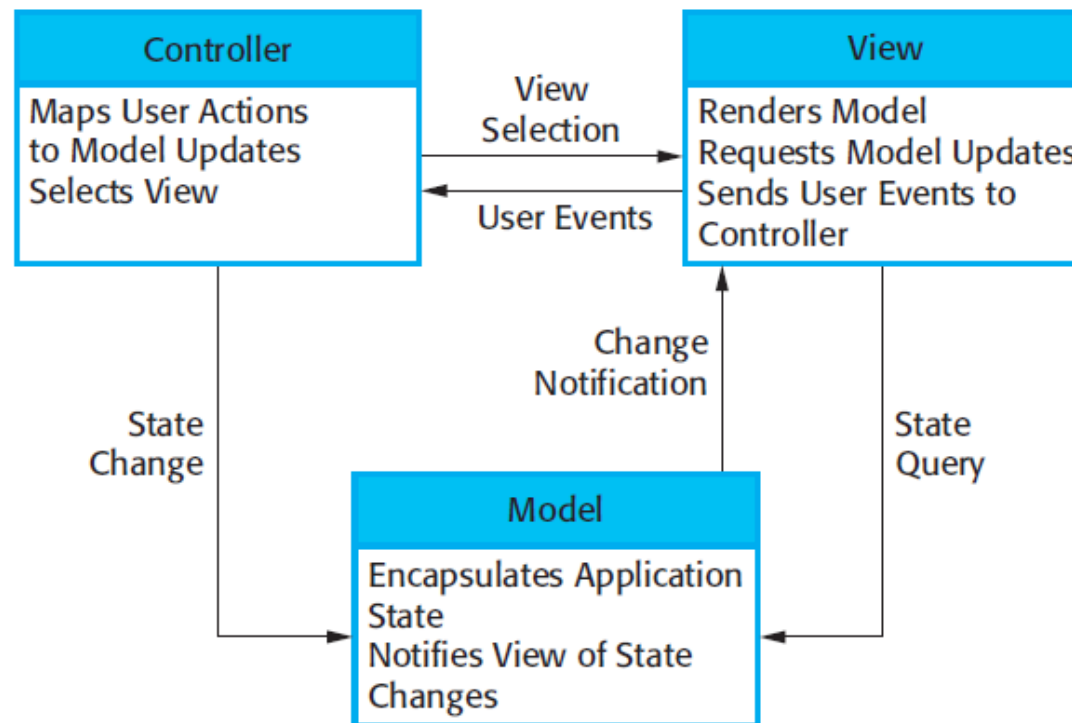 Controller
Maps User Actions
to Model Updates
Selects View
View
Selection
User Events
View
Renders Model
Requests Model Updates
Sends User Events to
Controller
State
Change
Change
Notification
State
Query
Model
Encapsulates Application
State
Notifies View of State
Changes